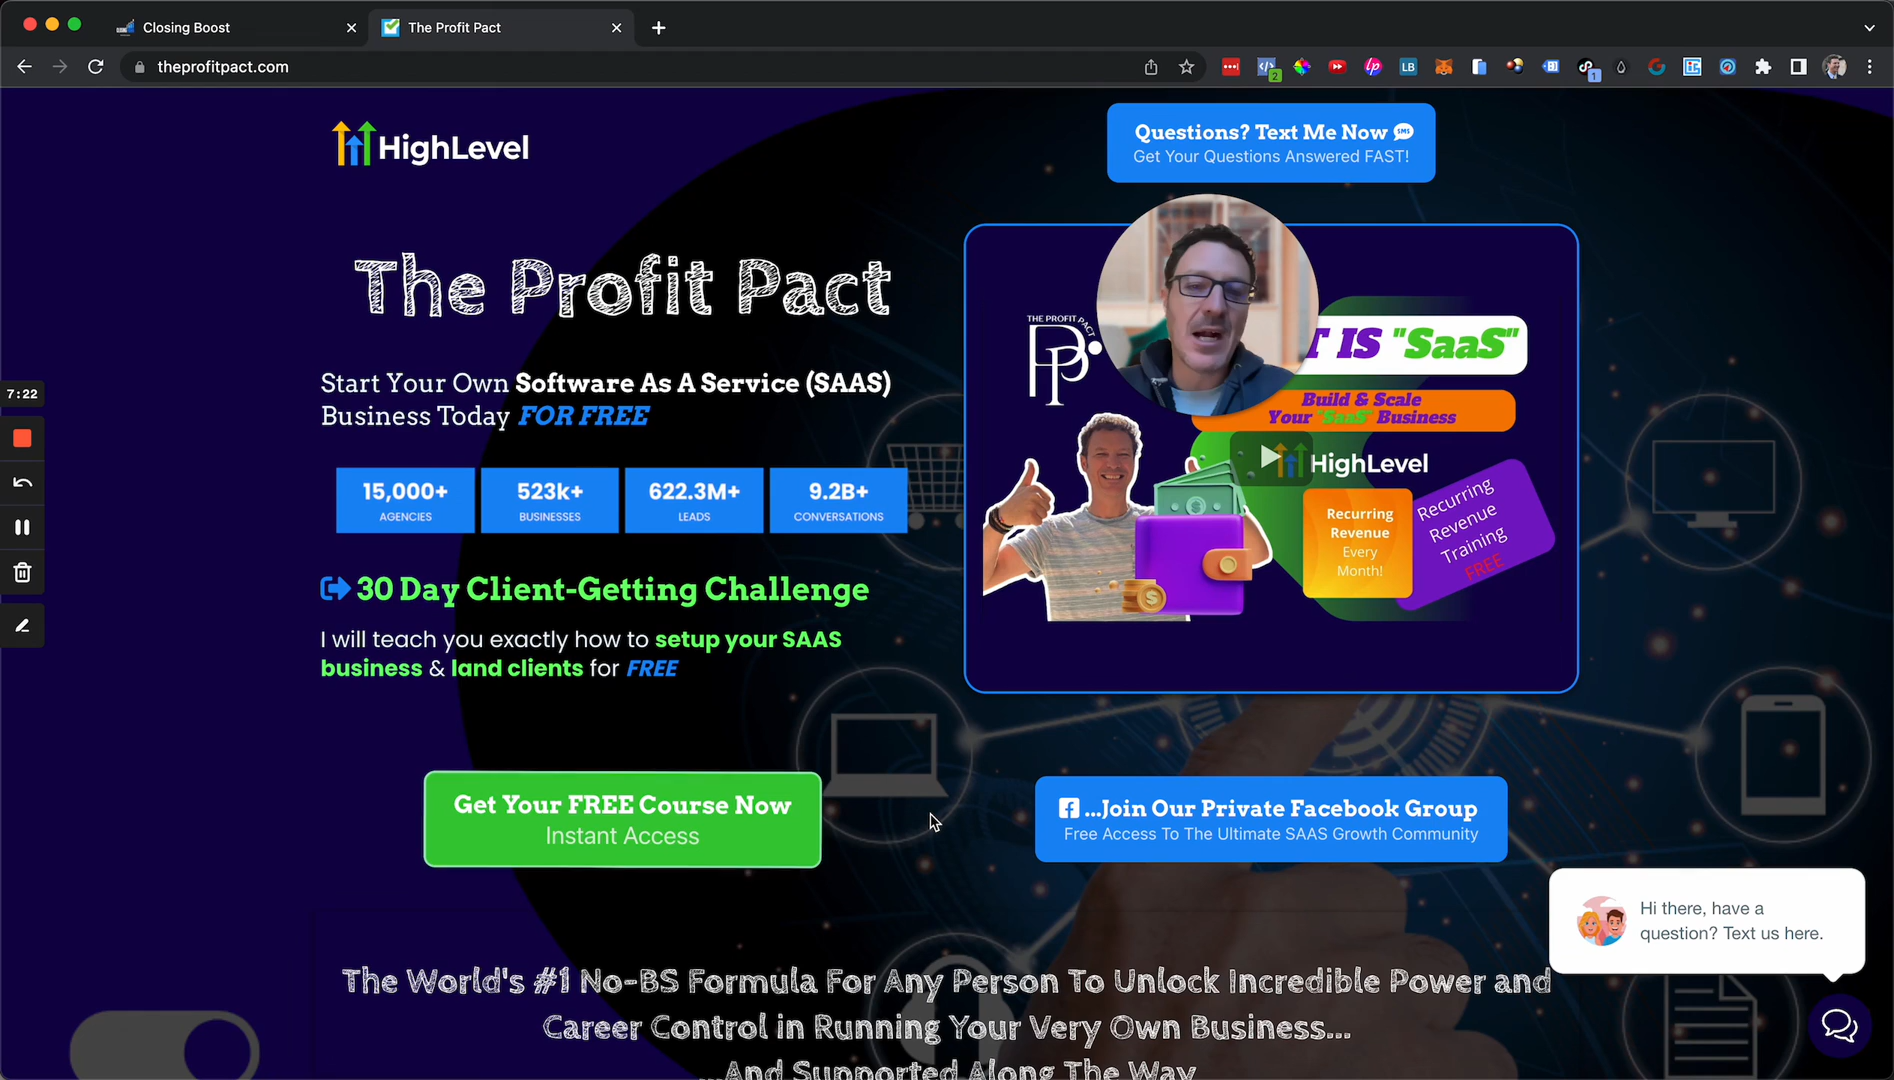 Closing Boost
The Profit Pact
theprofitpact.com
2
LB
1
HighLevel
Questions? Text Me Now SMS
Get Your Questions Answered FAST!
The Profit Pact
Start Your Own Software As A Service (SAAS)
Business Today FOR FREE
15,000+
AGENCIES
523k+
BUSINESSES
622.3M+
LEADS
9.2B+
CONVERSATIONS
30 Day Client-Getting Challenge
I will teach you exactly how to setup your SAAS
business & land clients for FREE
7:22
THE PROFIT PACT
PP
T IS "SaaS"
Build & Scale
Your "SaaS" Business
HighLevel
Recurring
Revenue
Every
Month!
Recurring
Revenue
Training
FREE
Get Your FREE Course Now
Instant Access
...Join Our Private Facebook Group
Free Access To The Ultimate SAAS Growth Community
Hi there, have a
question? Text us here.
The World's #1 No-BS Formula For Any Person To Unlock Incredible Power and
Career Control in Running Your Very Own Business...
...And Supported Along The Way